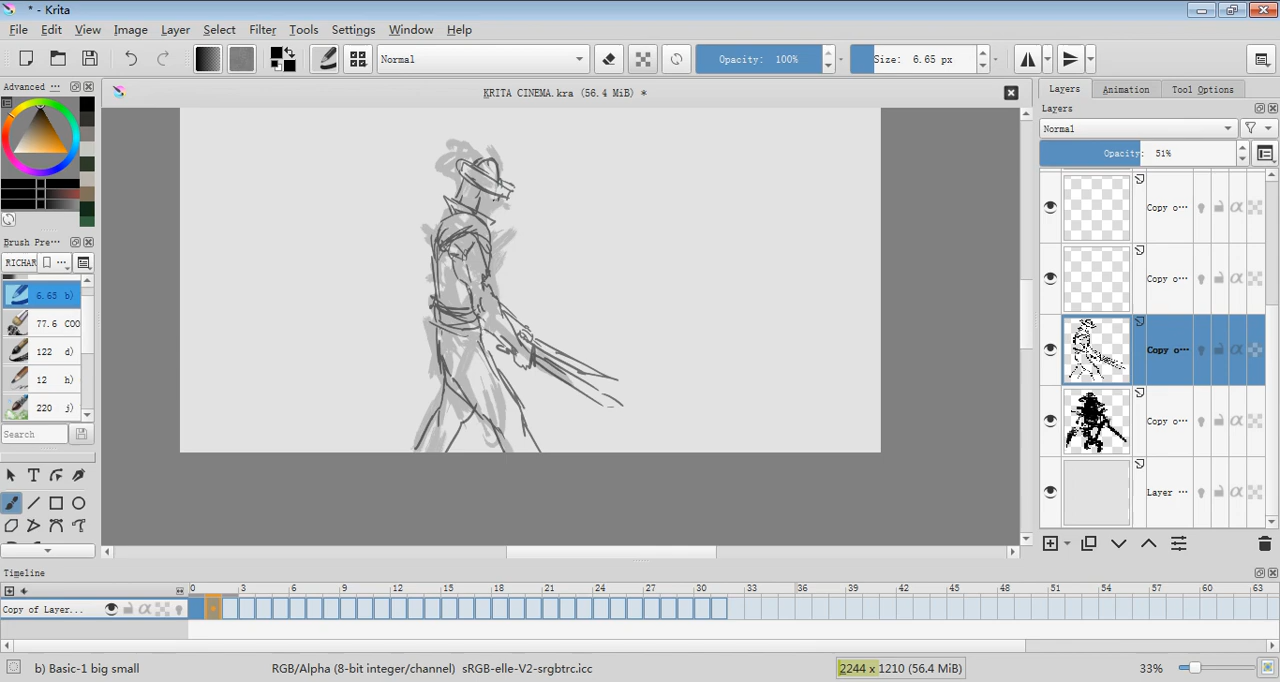 * - Krita
File Edit View Image Layer Select Filter Tools Settings Window Help
Normal
Opacity: 100%
Size: 6.65 px
Advanced ...
KRITA CINEMA.kra (56.4 MiB) *
Layers Animation Tool Options
Layers
Normal
Opacity: 51%
Copy o...
Copy o...
Copy o...
Copy o...
Layer ...
Brush Pre...
RICHAR ...
6.65 b)
77.6 COO
122 d)
12 h)
220 j)
Search
Timeline
0 3 6 9 12 15 18 21 24 27 30 33 36 39 42 45 48 51 54 57 60 63
Copy of Layer...
b) Basic-1 big small
RGB/Alpha (8-bit integer/channel) sRGB-elle-V2-srgbtrc.icc
2244 x 1210 (56.4 MiB)
33%